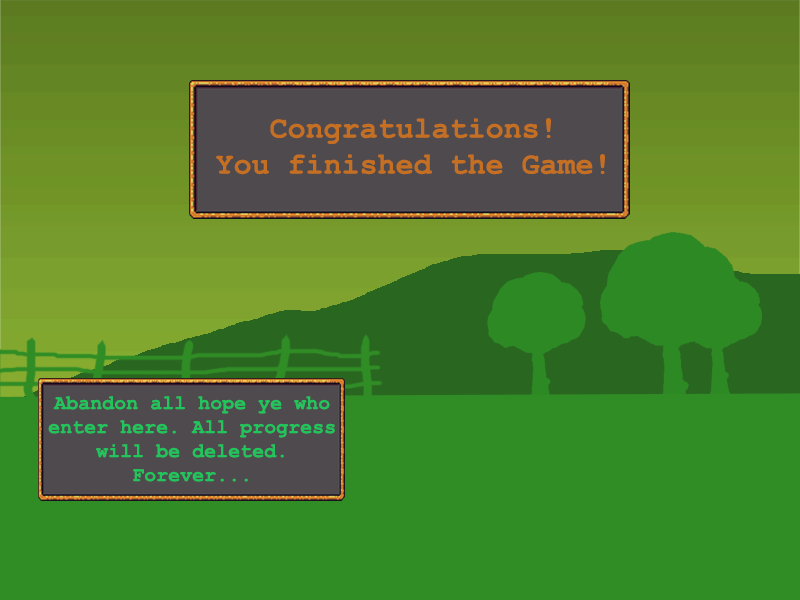 Congratulations!
You finished the Game!
Abandon all hope ye who
enter here. All progress
will be deleted.
Forever...